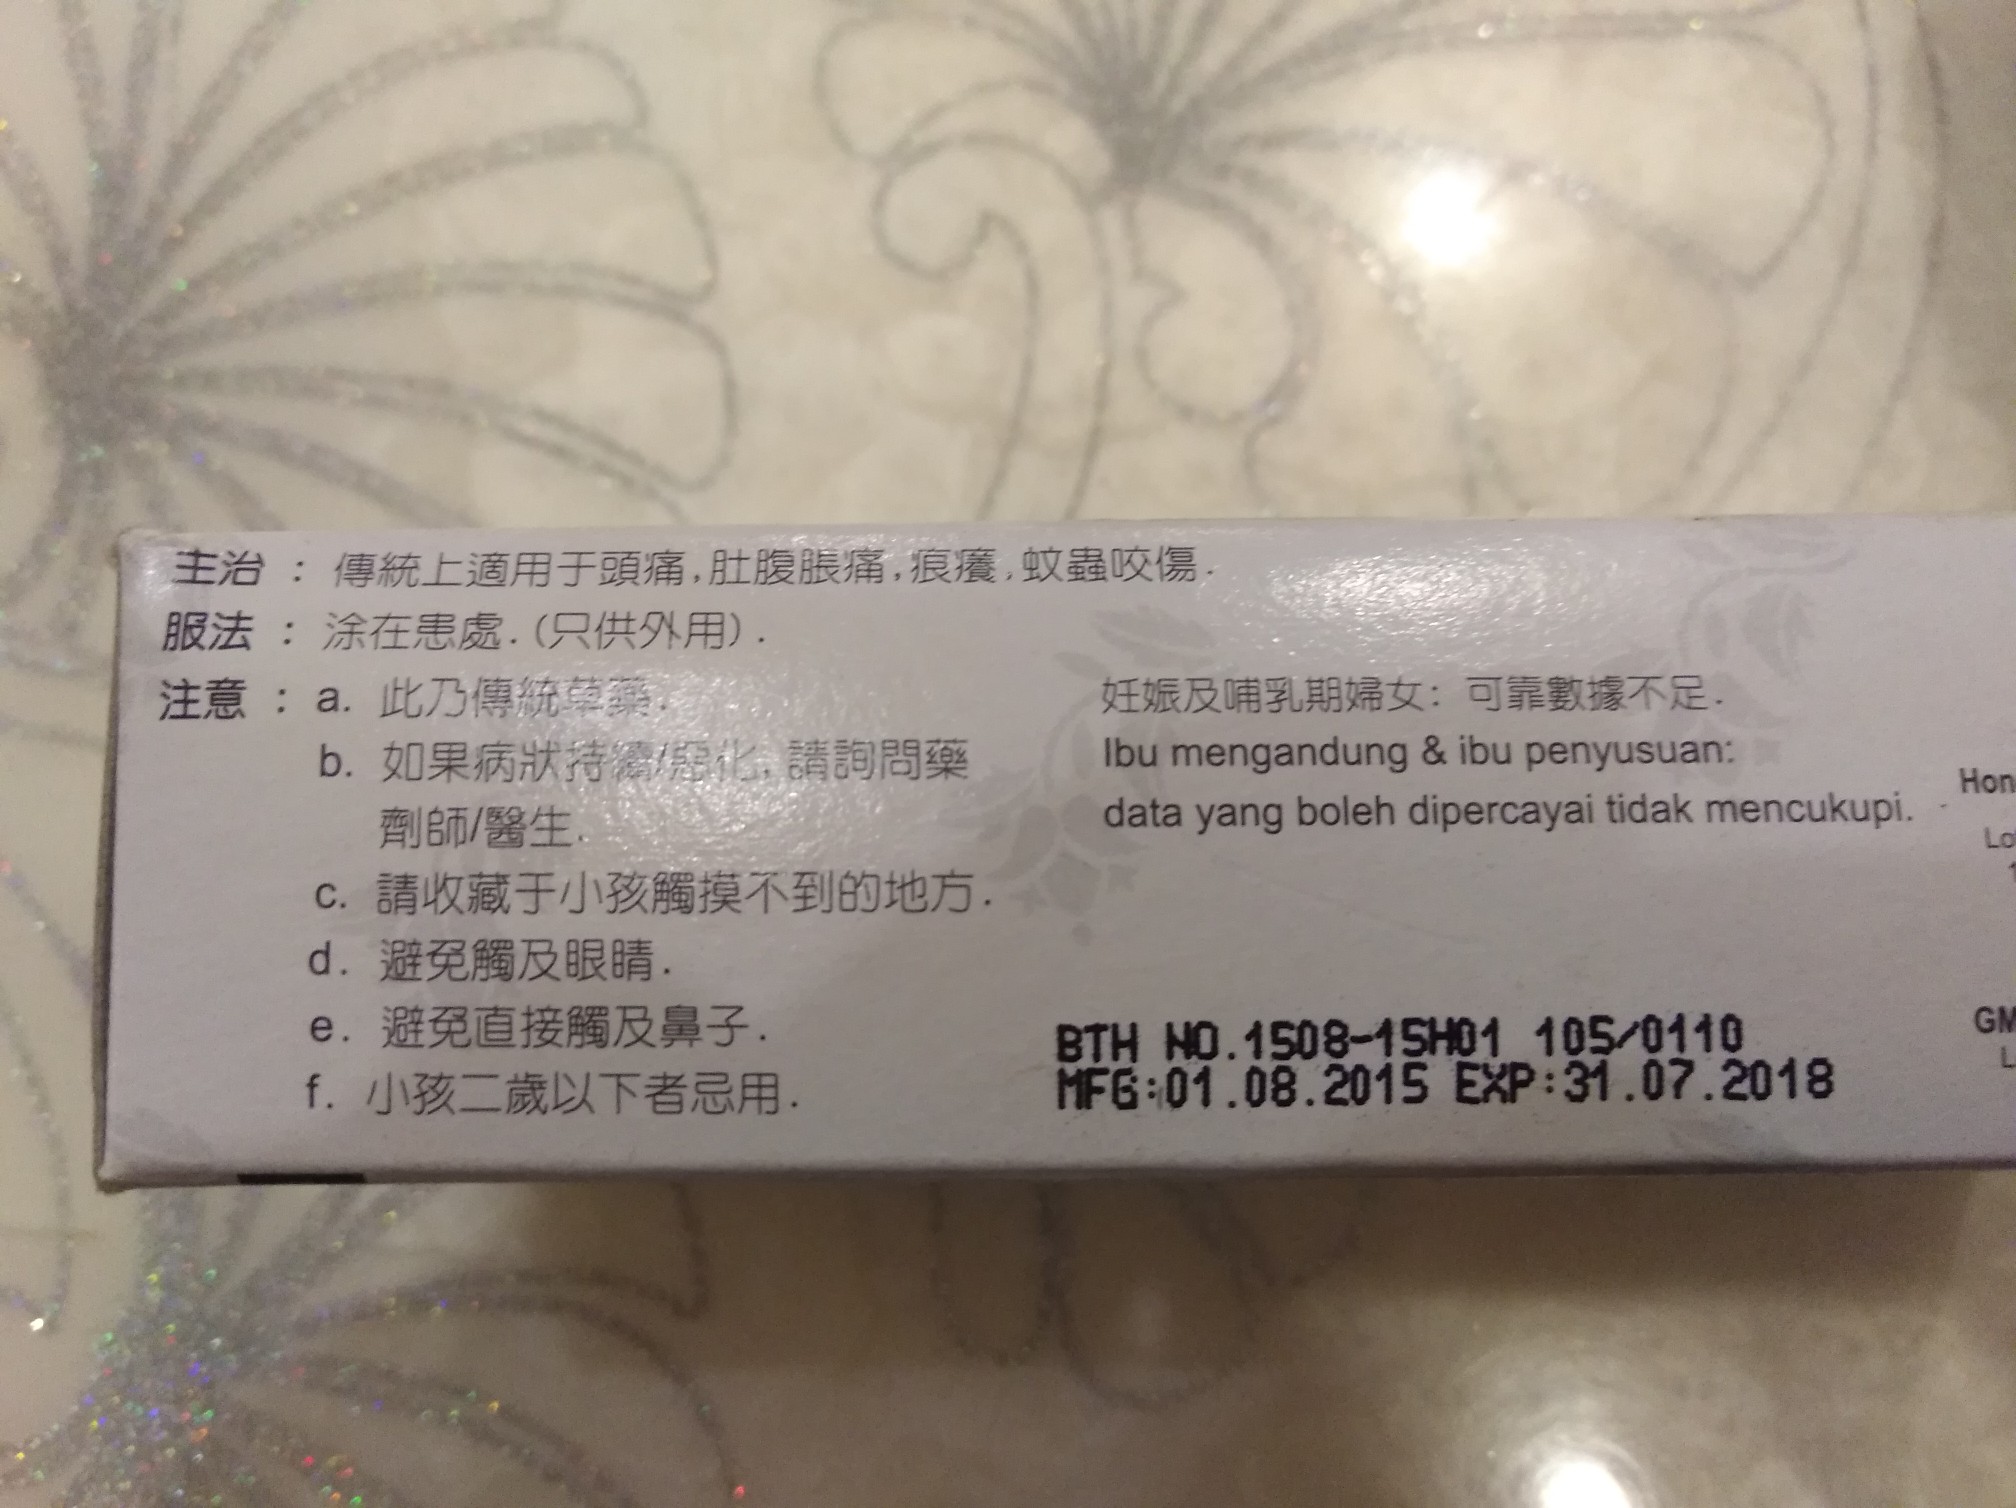 主治 : 傳統上適用于頭痛,肚腹脹痛,痕癢,蚊蟲咬傷.
服法 : 涂在患處.(只供外用).
注意 : a. 此乃傳統草藥.
b. 如果病狀持續/惡化, 請詢問藥
劑師/醫生.
c. 請收藏于小孩觸摸不到的地方.
d. 避免觸及眼睛.
e. 避免直接觸及鼻子.
f. 小孩二歲以下者忌用.
妊娠及哺乳期婦女: 可靠數據不足.
Ibu mengandung & ibu penyusuan:
data yang boleh dipercayai tidak mencukupi.
BTH NO.1508-15H01 105/0110
MFG:01.08.2015 EXP:31.07.2018